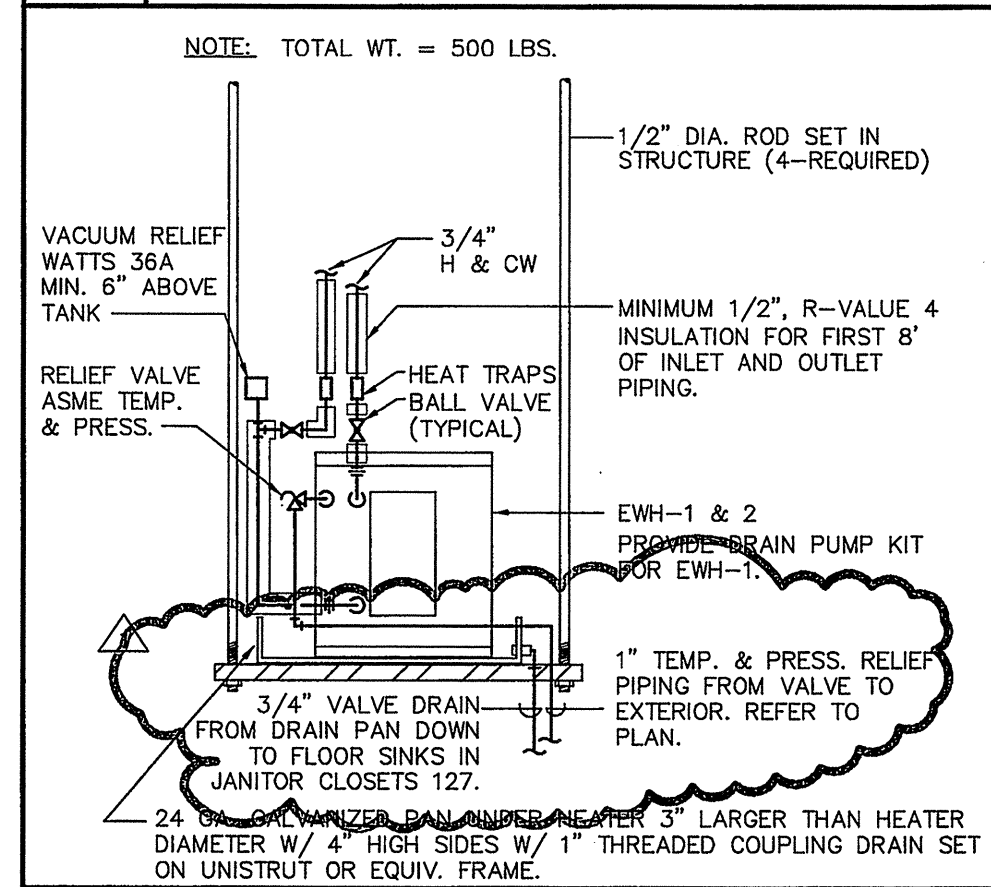 NOTE: TOTAL WT. = 500 LBS.
1/2" DIA. ROD SET IN
STRUCTURE (4-REQUIRED)
VACUUM RELIEF
WATTS 36A
MIN. 6" ABOVE
TANK
3/4"
H & CW
MINIMUM 1/2", R-VALUE 4
INSULATION FOR FIRST 8'
OF INLET AND OUTLET
PIPING.
RELIEF VALVE
ASME TEMP.
& PRESS.
HEAT TRAPS
BALL VALVE
(TYPICAL)
EWH-1 & 2
PROVIDE DRAIN PUMP KIT
FOR EWH-1.
1" TEMP. & PRESS. RELIEF
PIPING FROM VALVE TO
EXTERIOR. REFER TO
PLAN.
3/4" VALVE DRAIN
FROM DRAIN PAN DOWN
TO FLOOR SINKS IN
JANITOR CLOSETS 127.
24 GA. GALVANIZED PAN UNDER HEATER 3" LARGER THAN HEATER
DIAMETER W/ 4" HIGH SIDES W/ 1" THREADED COUPLING DRAIN SET
ON UNISTRUT OR EQUIV. FRAME.